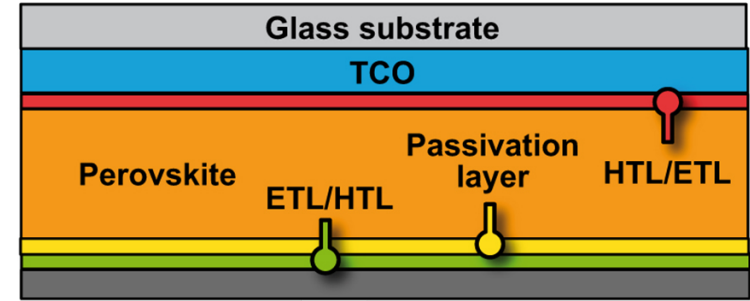 Glass substrate
TCO
Perovskite
ETL/HTL
Passivation
layer
HTL/ETL